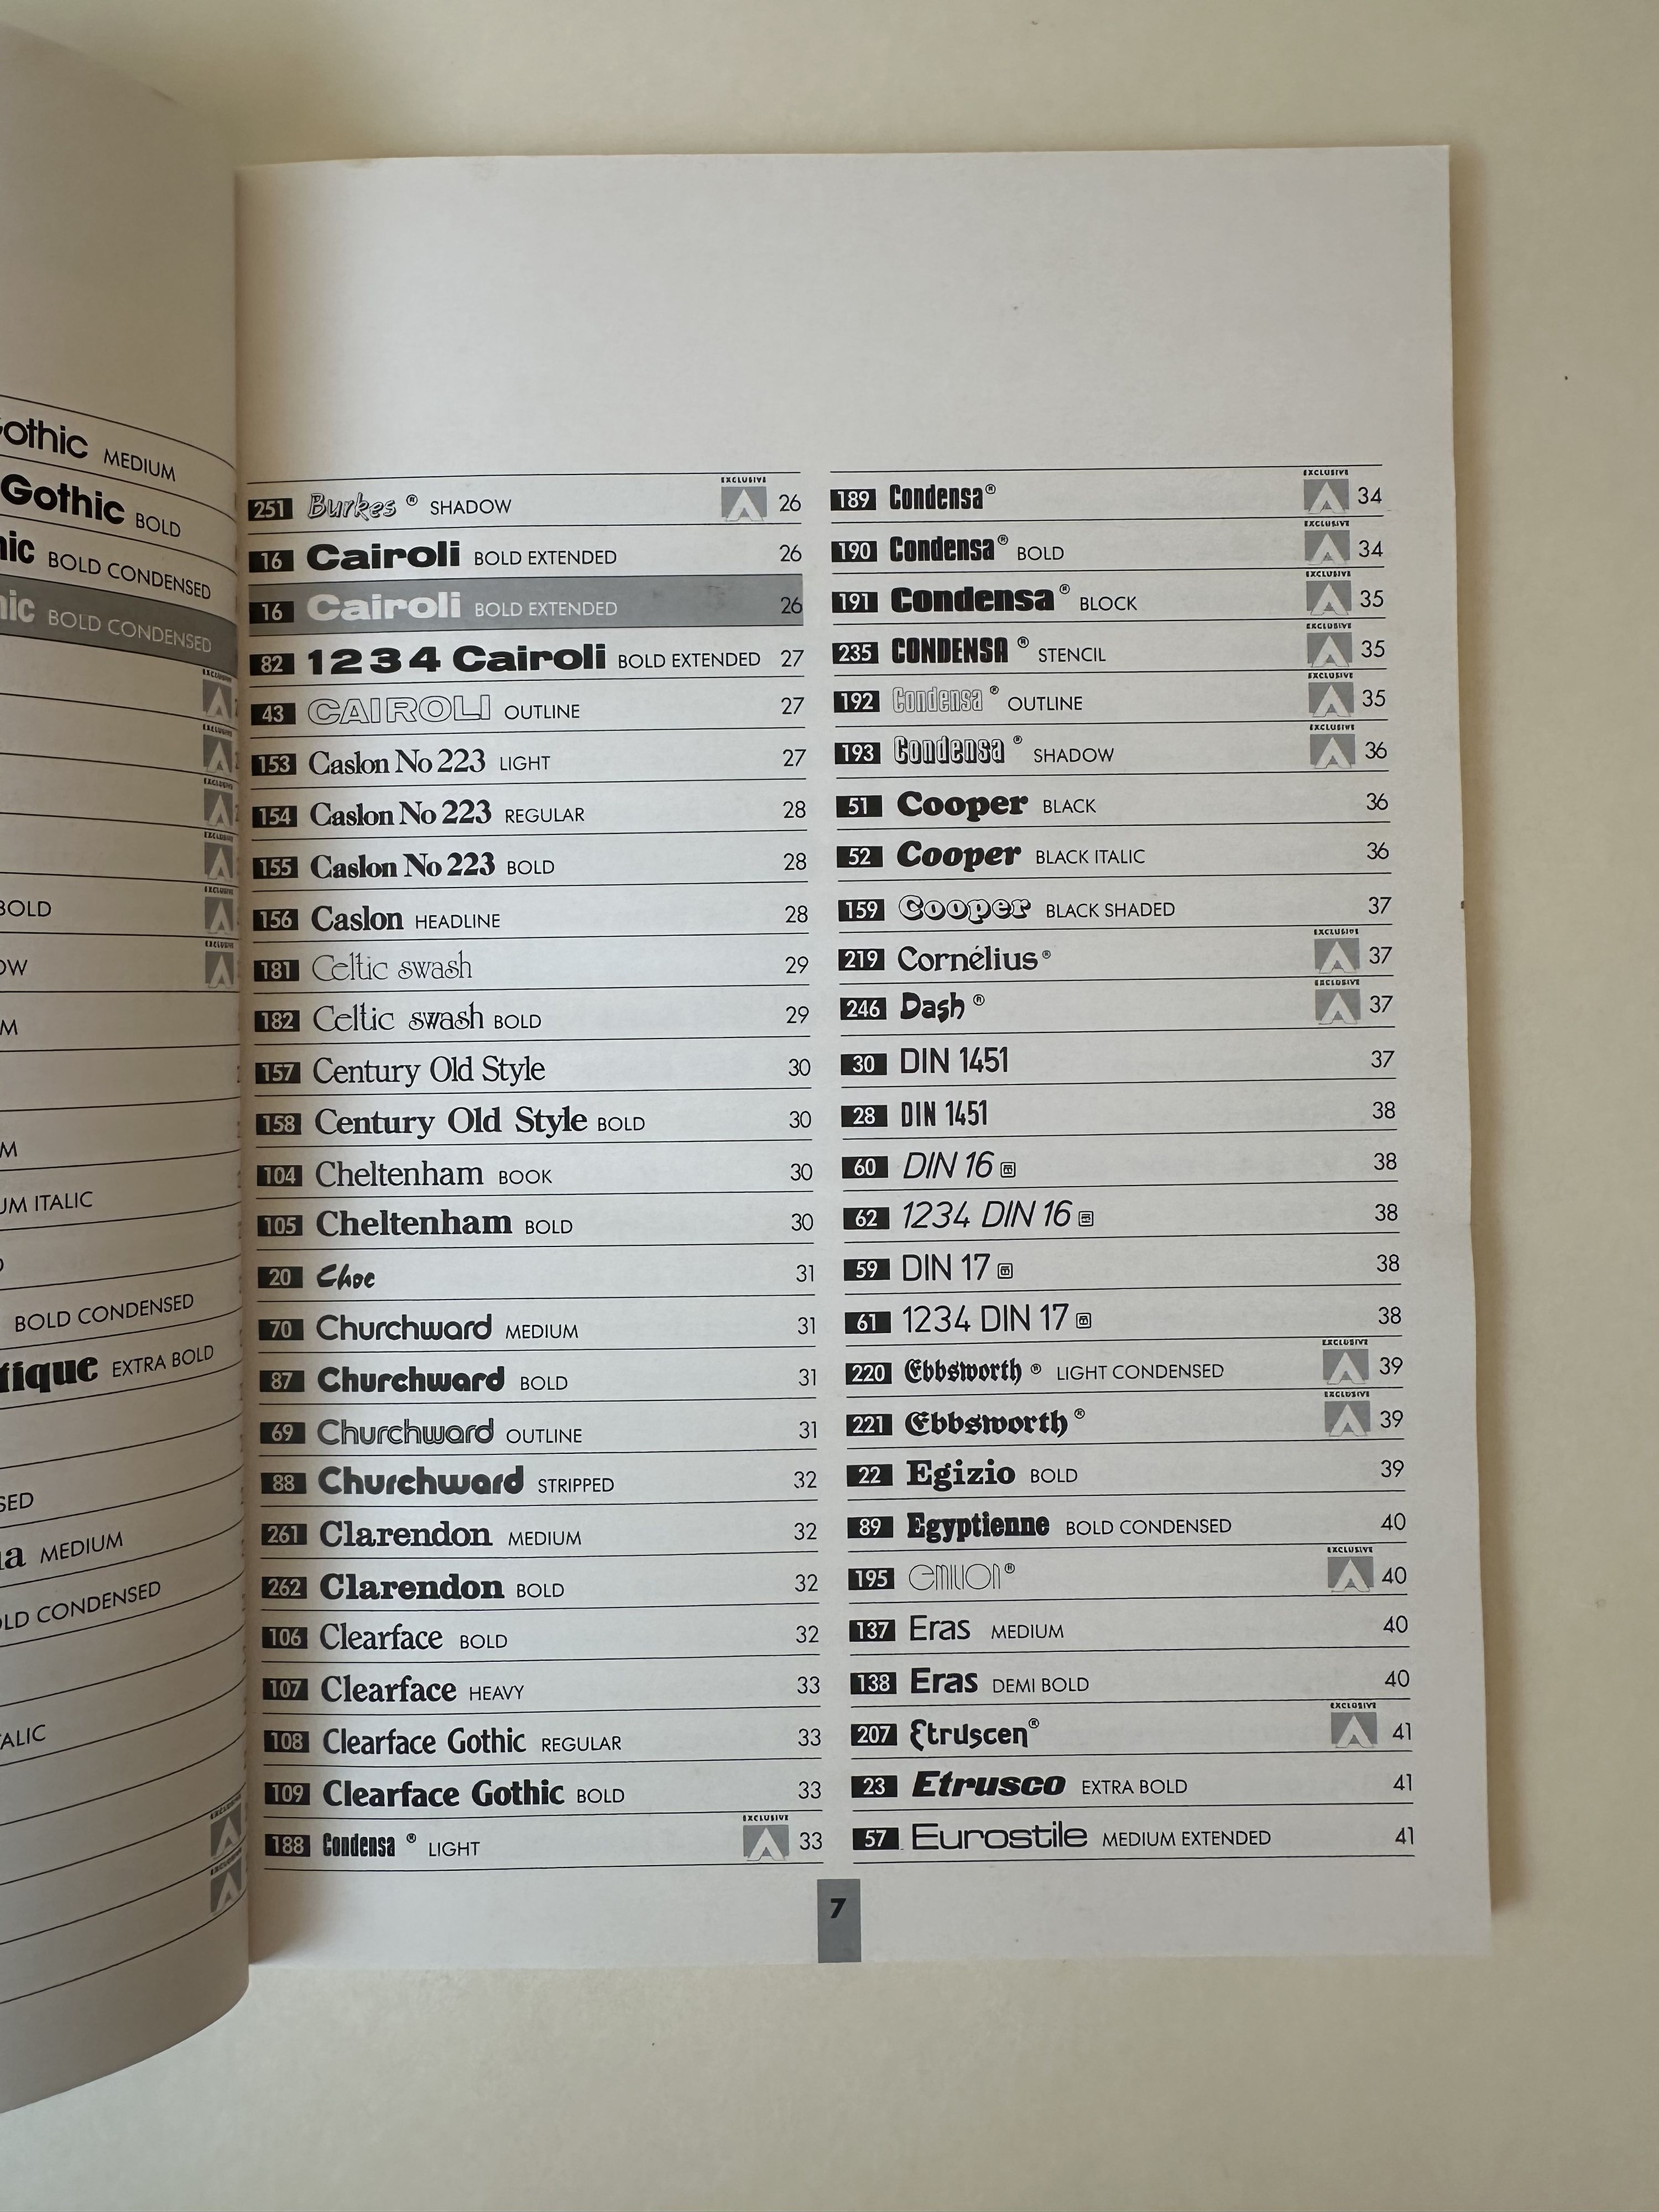 othic MEDIUM
Gothic BOLD
ic BOLD CONDENSED
ic BOLD CONDENSED
EXCLUSIVE
EXCLUSIVE
EXCLUSIVE
EXCLUSIVE
BOLD EXCLUSIVE
OW EXCLUSIVE
M
M
UM ITALIC
BOLD CONDENSED
tique EXTRA BOLD
SED
a MEDIUM
LD CONDENSED
ALIC
EXCLUSIVE
EXCLUSIVE
251 Burkes® SHADOW EXCLUSIVE 26
16 Cairoli BOLD EXTENDED 26
16 Cairoli BOLD EXTENDED 26
82 1234 Cairoli BOLD EXTENDED 27
43 CAIROLI OUTLINE 27
153 Caslon No 223 LIGHT 27
154 Caslon No 223 REGULAR 28
155 Caslon No 223 BOLD 28
156 Caslon HEADLINE 28
181 Celtic swash 29
182 Celtic swash BOLD 29
157 Century Old Style 30
158 Century Old Style BOLD 30
104 Cheltenham BOOK 30
105 Cheltenham BOLD 30
20 Choc 31
70 Churchward MEDIUM 31
87 Churchward BOLD 31
69 Churchward OUTLINE 31
88 Churchward STRIPPED 32
261 Clarendon MEDIUM 32
262 Clarendon BOLD 32
106 Clearface BOLD 32
107 Clearface HEAVY 33
108 Clearface Gothic REGULAR 33
109 Clearface Gothic BOLD 33
188 Condensa® LIGHT EXCLUSIVE 33
189 Condensa® EXCLUSIVE 34
190 Condensa® BOLD EXCLUSIVE 34
191 Condensa® BLOCK EXCLUSIVE 35
235 CONDENSA® STENCIL EXCLUSIVE 35
192 Condensa® OUTLINE EXCLUSIVE 35
193 Condensa® SHADOW EXCLUSIVE 36
51 Cooper BLACK 36
52 Cooper BLACK ITALIC 36
159 Cooper BLACK SHADED 37
219 Cornélius® EXCLUSIVE 37
246 Dash® EXCLUSIVE 37
30 DIN 1451 37
28 DIN 1451 38
60 DIN 16 38
62 1234 DIN 16 38
59 DIN 17 38
61 1234 DIN 17 38
220 Ebbsworth® LIGHT CONDENSED EXCLUSIVE 39
221 Ebbsworth® EXCLUSIVE 39
22 Egizio BOLD 39
89 Egyptienne BOLD CONDENSED 40
195 emilion® EXCLUSIVE 40
137 Eras MEDIUM 40
138 Eras DEMI BOLD 40
207 Etruscen® EXCLUSIVE 41
23 Etrusco EXTRA BOLD 41
57 Eurostile MEDIUM EXTENDED 41
7